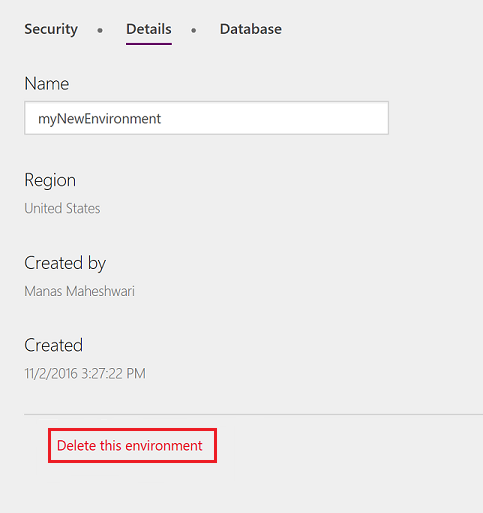 Security • Details • Database
Name
myNewEnvironment
Region
United States
Created by
Manas Maheshwari
Created
11/2/2016 3:27:22 PM
Delete this environment